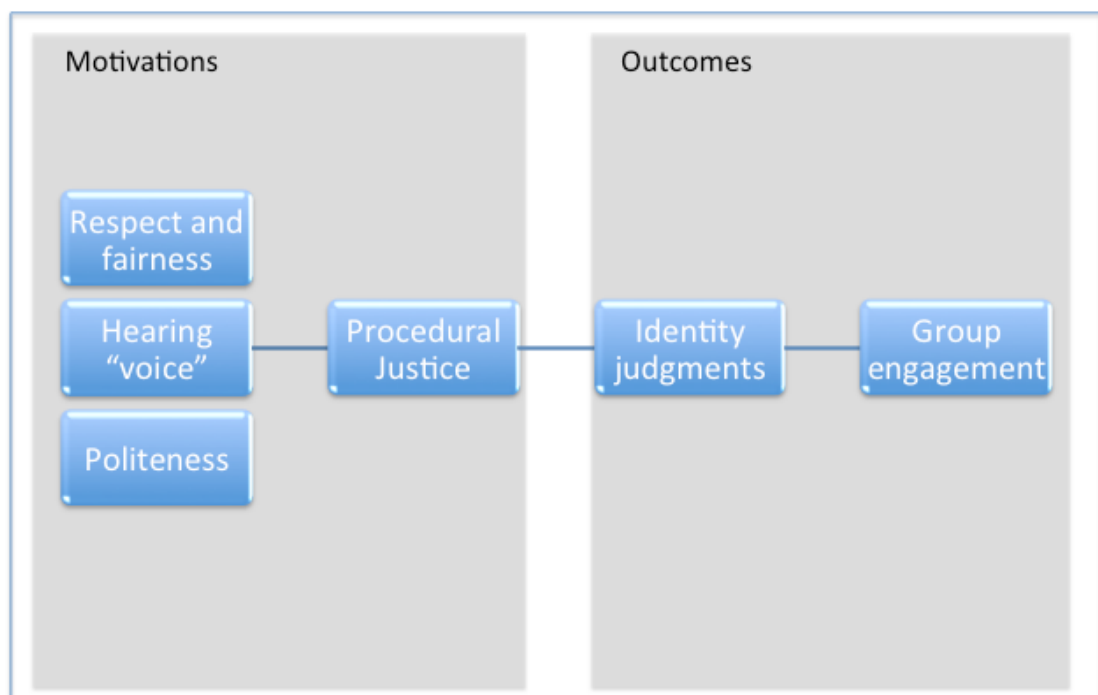 Motivations
Outcomes
Respect and
fairness
Hearing
“voice”
Politeness
Procedural
Justice
Identity
judgments
Group
engagement